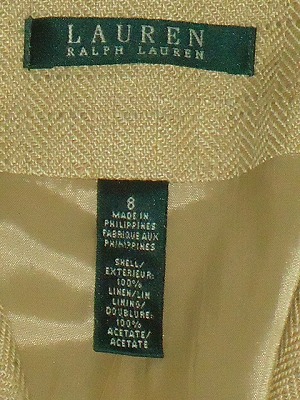 LAUREN
RALPH LAUREN
8
MADE IN
PHILIPPINES
FABRIQUE AUX
PHILIPPINES
SHELL/
EXTERIEUR:
100%
LINEN/LIN
LINING/
DOUBLURE:
100%
ACETATE/
ACETATE